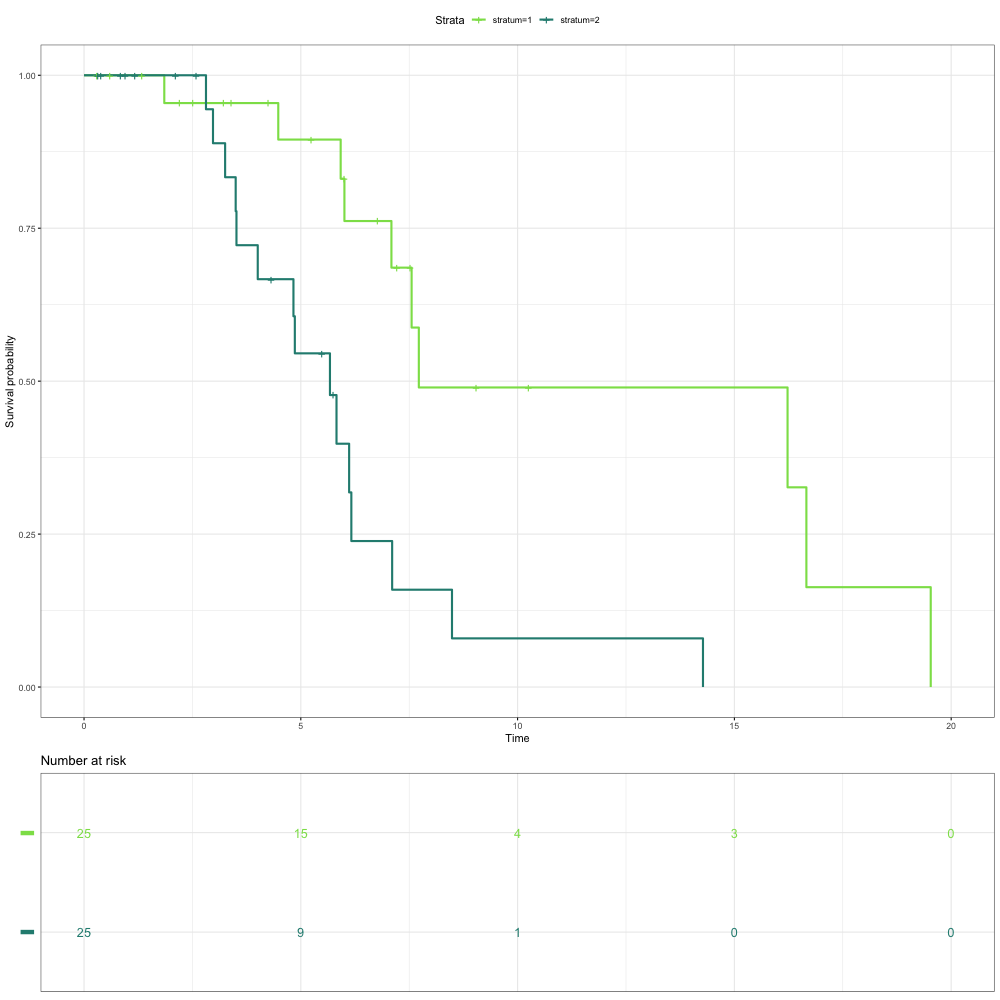 Strata stratum=1 stratum=2
Survival probability
1.00
0.75
0.50
0.25
0.00
0 5 10 15 20
Time
Number at risk
25 15 4 3 0
25 9 1 0 0